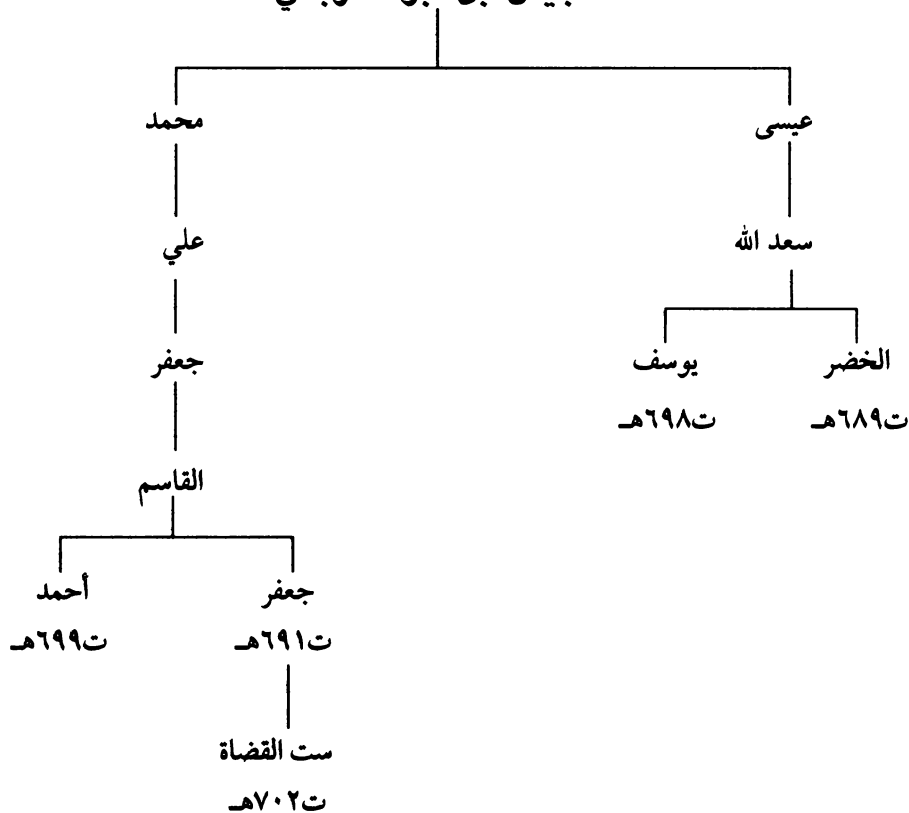 عيسى
محمد
سعد الله
علي
الخضر
يوسف
جعفر
ت٦٨٩هـ
ت٦٩٨هـ
القاسم
جعفر
أحمد
ت٦٩١هـ
ت٦٩٩هـ
ست القضاة
ت٧٠٢هـ